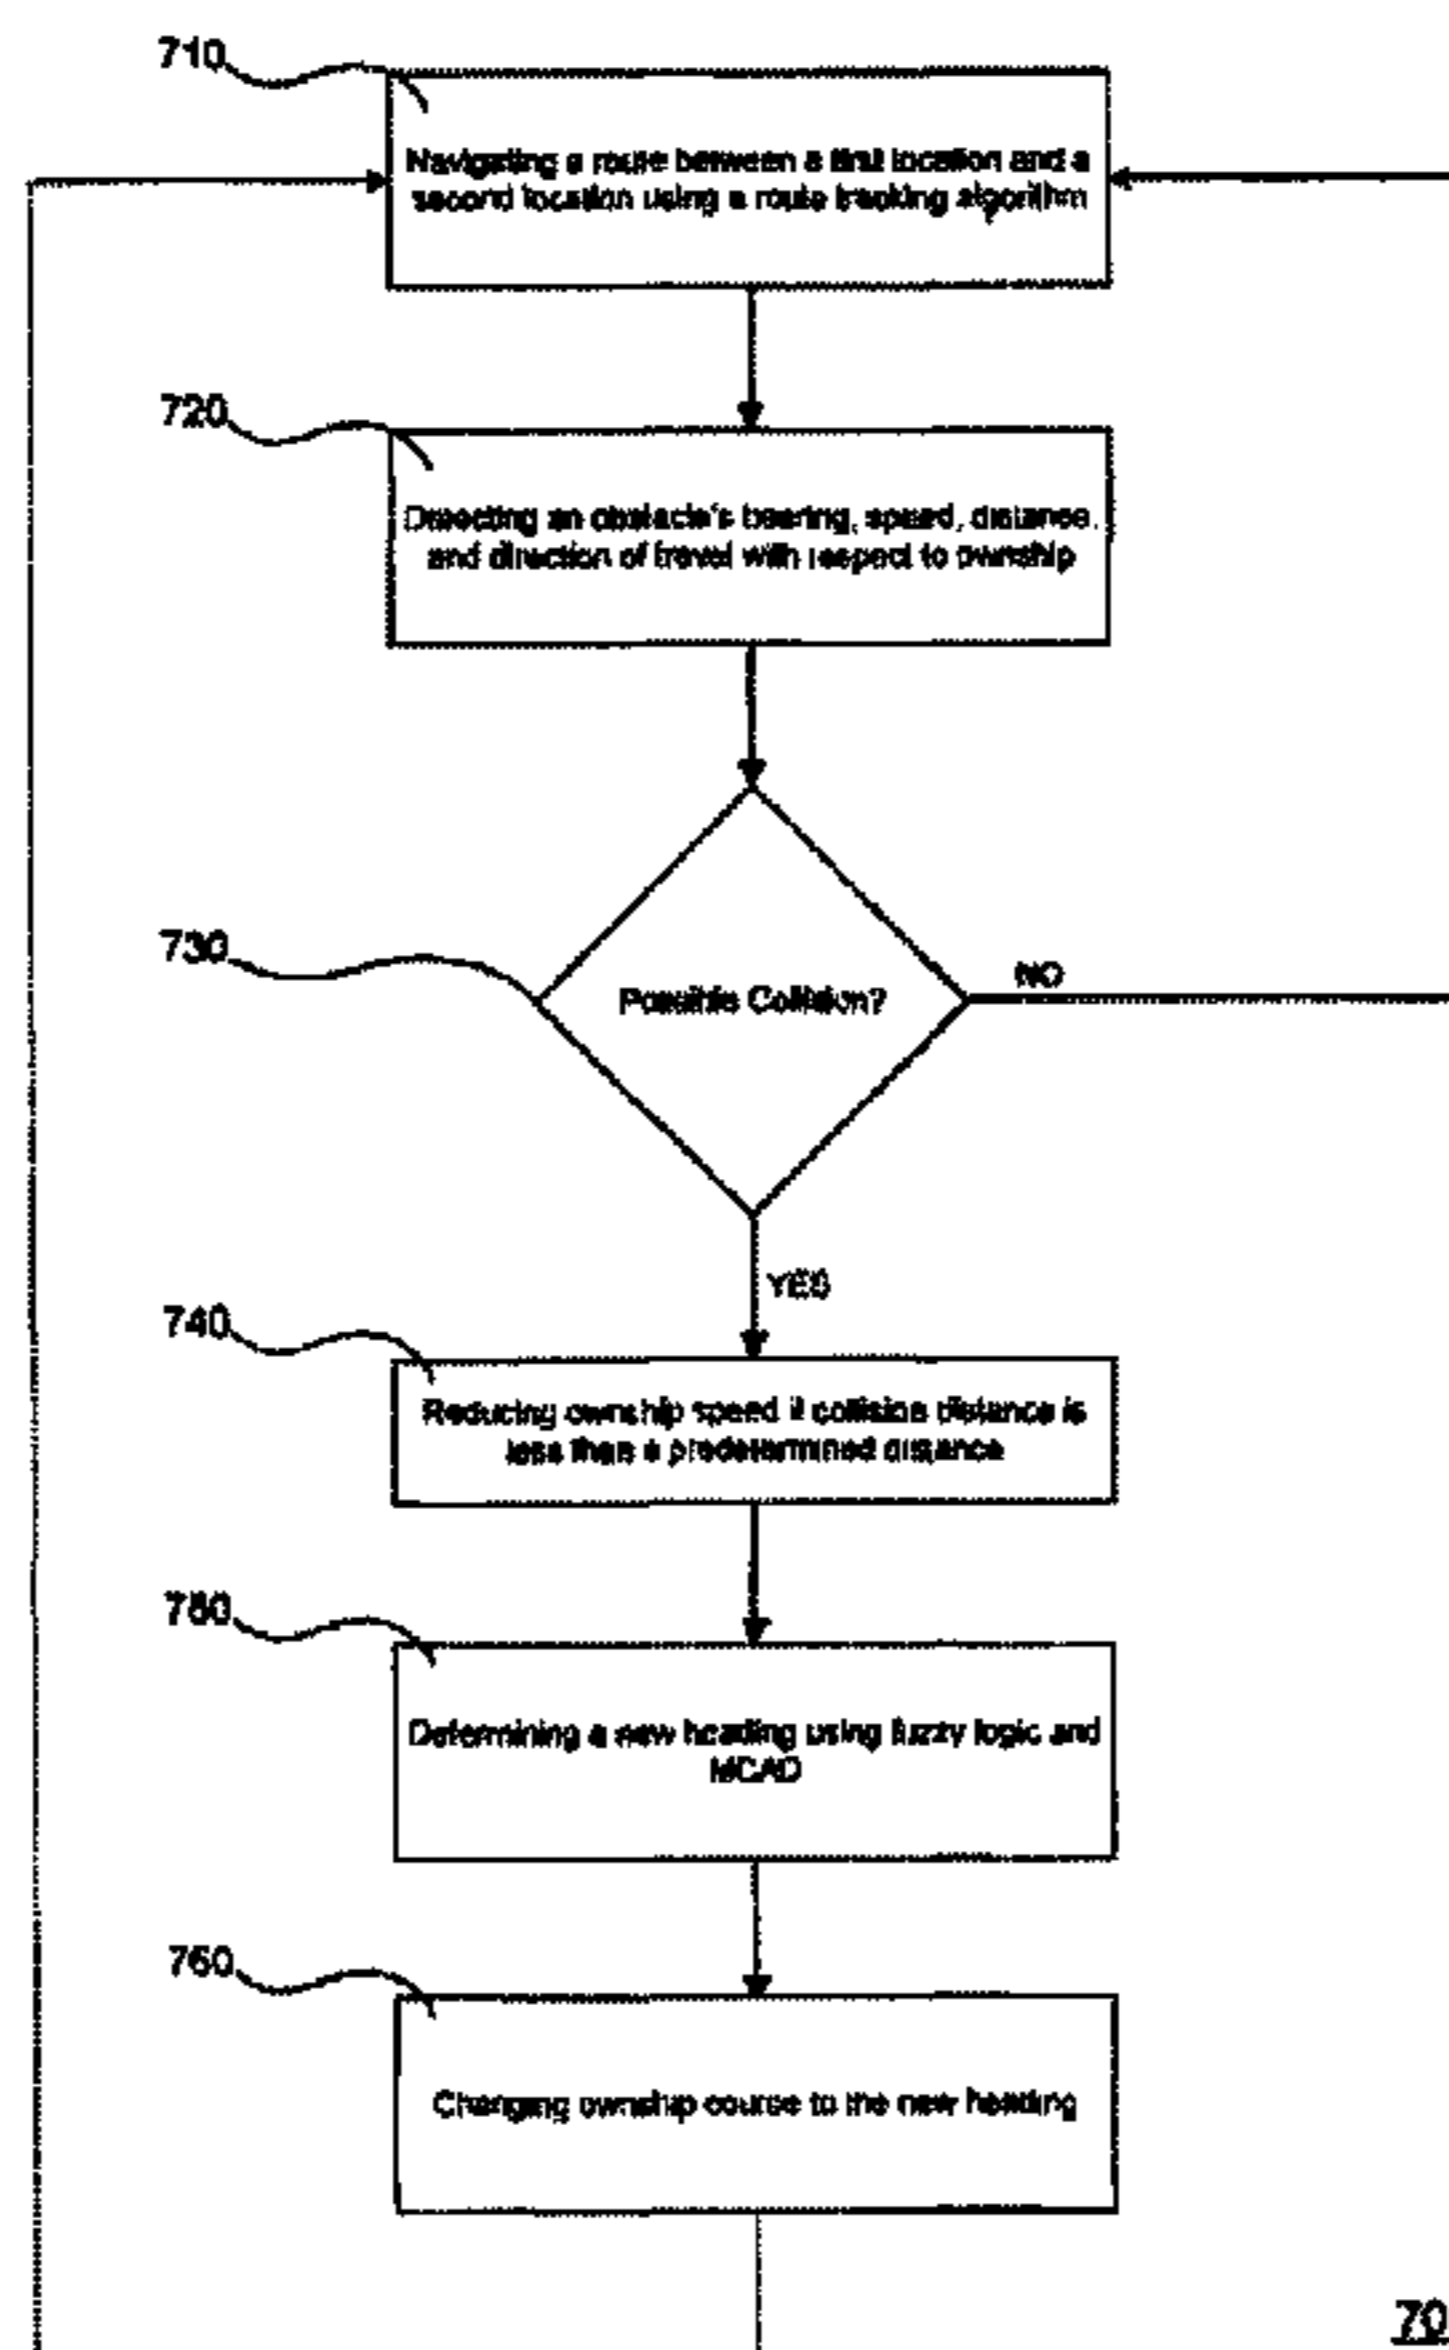 710
Navigating a route between a first location and a
second location using a route tracking algorithm
720
Detecting an obstacle's bearing, speed, distance,
and direction of travel with respect to ownship
730
Possible Collision?
NO
YES
740
Reducing ownship speed if collision distance is
less than a predetermined distance
750
Determining a new heading using fuzzy logic and
MCAD
760
Changing ownship course to the new heading
70